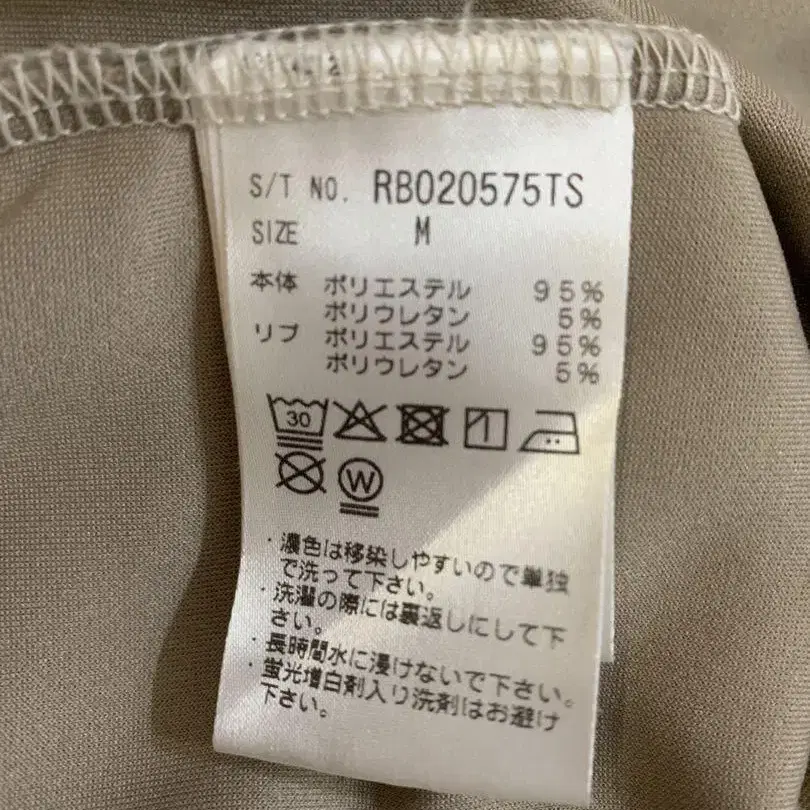 S/T NO. RB020575TS
SIZE M
本体 ポリエステル 95%
ポリウレタン 5%
リブ ポリエステル 95%
ポリウレタン 5%
30
W
・濃色は移染しやすいので単独
で洗って下さい。
・洗濯の際には裏返しにして下
さい。
・長時間水に浸けないで下さい。
・蛍光増白剤入り洗剤はお避け
下さい。